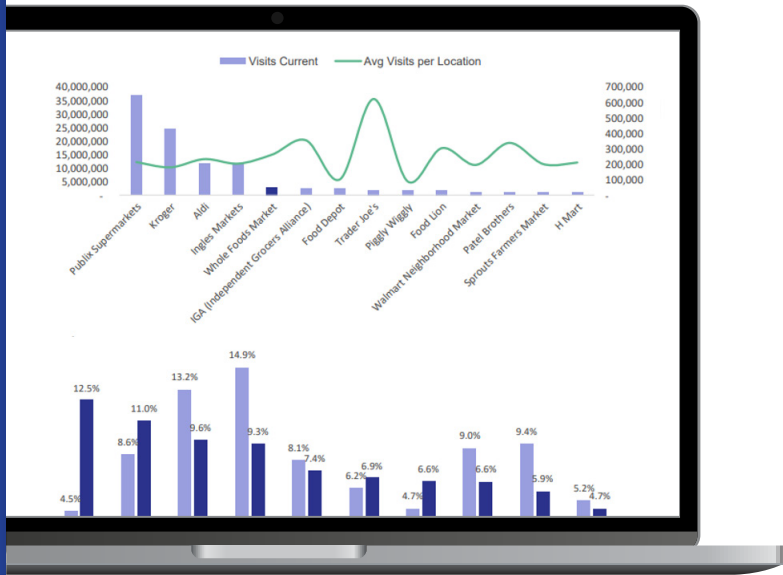 Visits Current Avg Visits per Location
40,000,000 700,000
35,000,000 600,000
30,000,000 500,000
25,000,000 400,000
20,000,000 300,000
15,000,000 200,000
10,000,000 100,000
5,000,000 -
-
Publix Supermarkets
Kroger
Aldi
Ingles Markets
Whole Foods Market
IGA (Independent Grocers Alliance)
Food Depot
Trader Joe's
Piggly Wiggly
Food Lion
Walmart Neighborhood Market
Patel Brothers
Sprouts Farmers Market
H Mart
4.5% 12.5%
8.6% 11.0%
13.2% 9.6%
14.9% 9.3%
8.1% 7.4%
6.2% 6.9%
4.7% 6.6%
9.0% 6.6%
9.4% 5.9%
5.2% 4.7%